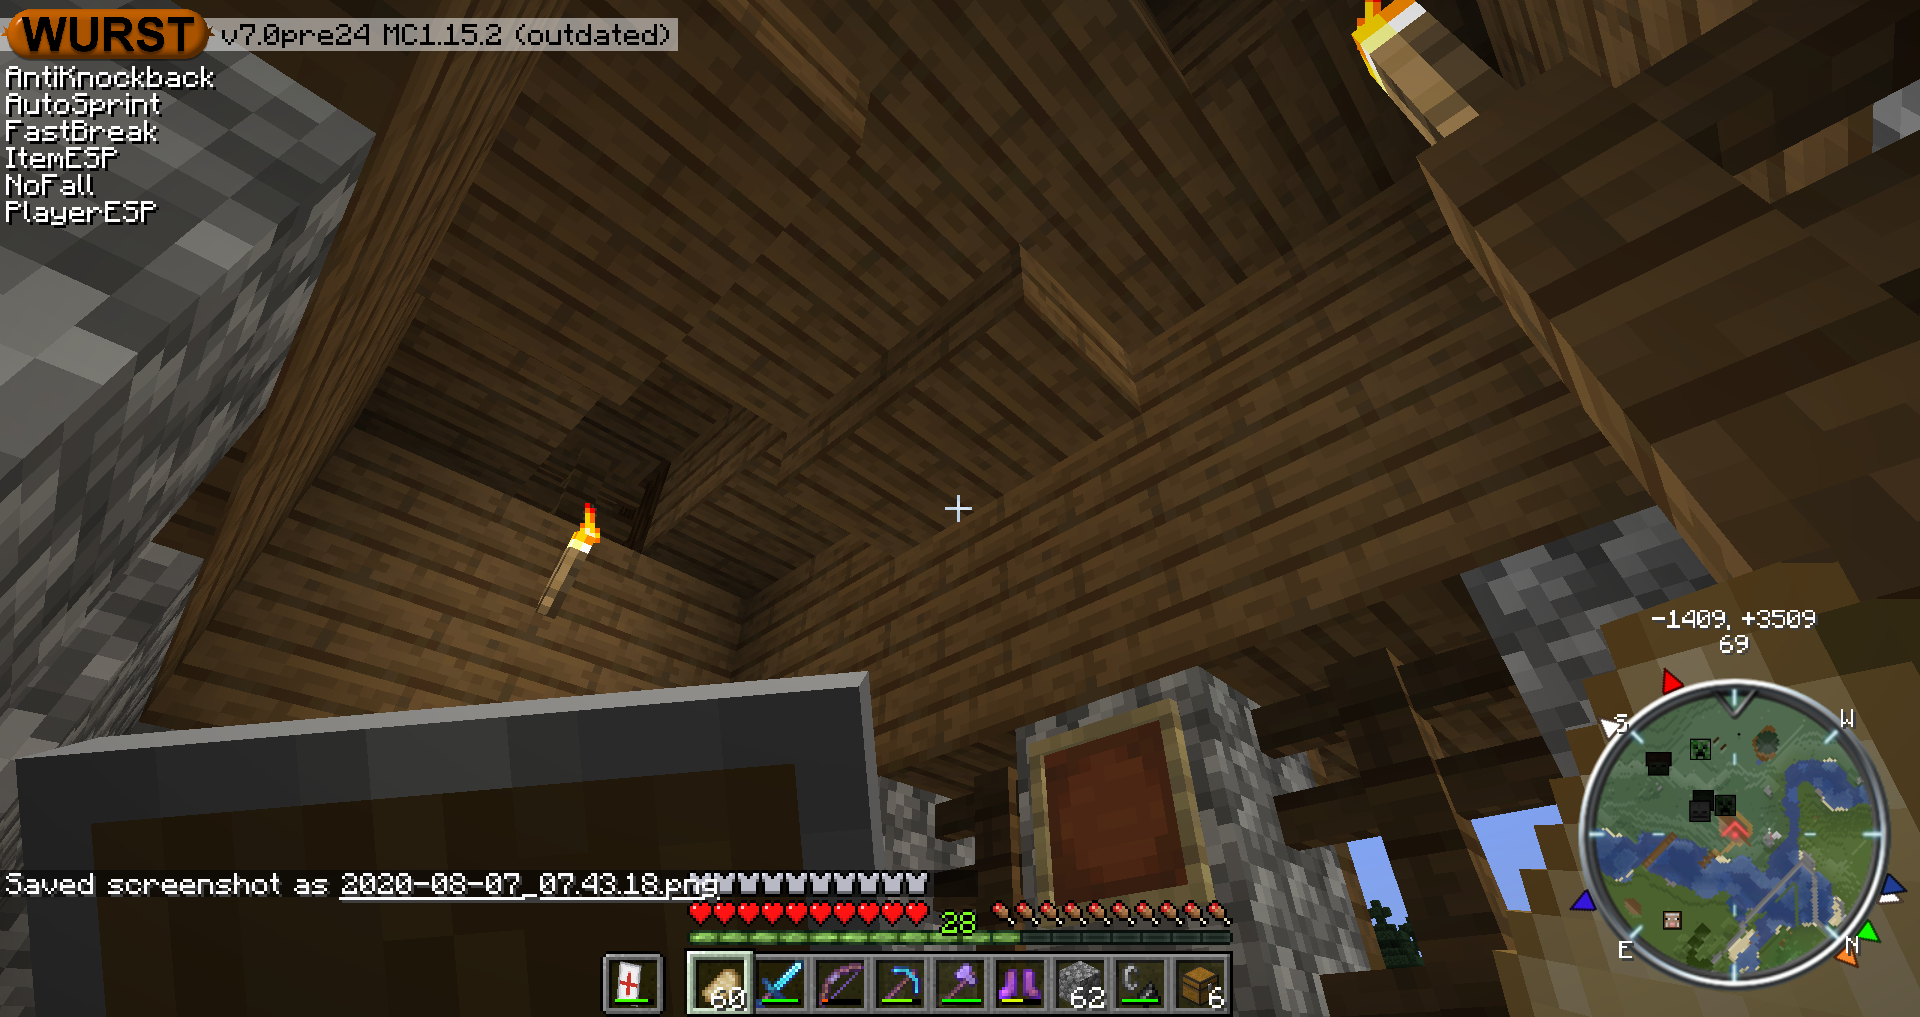 WURST v7.0pre24 MC1.15.2 (outdated)
AntiKnockback
AutoSprint
FastBreak
ItemESP
NoFall
PlayerESP
-1409, +3509
69
S
W
Saved screenshot as 2020-08-07_07.43.18.png
28
E
N
60
62
6